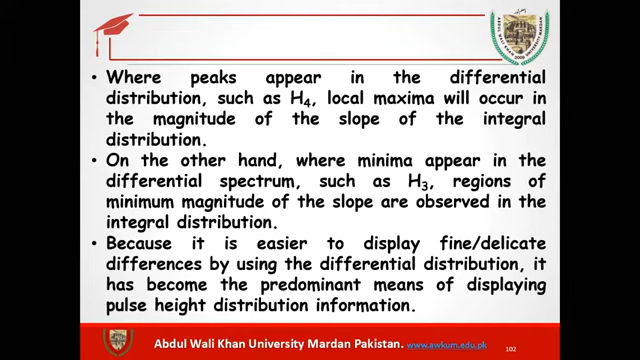 • Where peaks appear in the differential
distribution, such as H4, local maxima will occur in
the magnitude of the slope of the integral
distribution.
• On the other hand, where minima appear in the
differential spectrum, such as H3, regions of
minimum magnitude of the slope are observed in the
integral distribution.
• Because it is easier to display fine/delicate
differences by using the differential distribution, it
has become the predominant means of displaying
pulse height distribution information.
Abdul Wali Khan University Mardan Pakistan. www.awkum.edu.pk 102